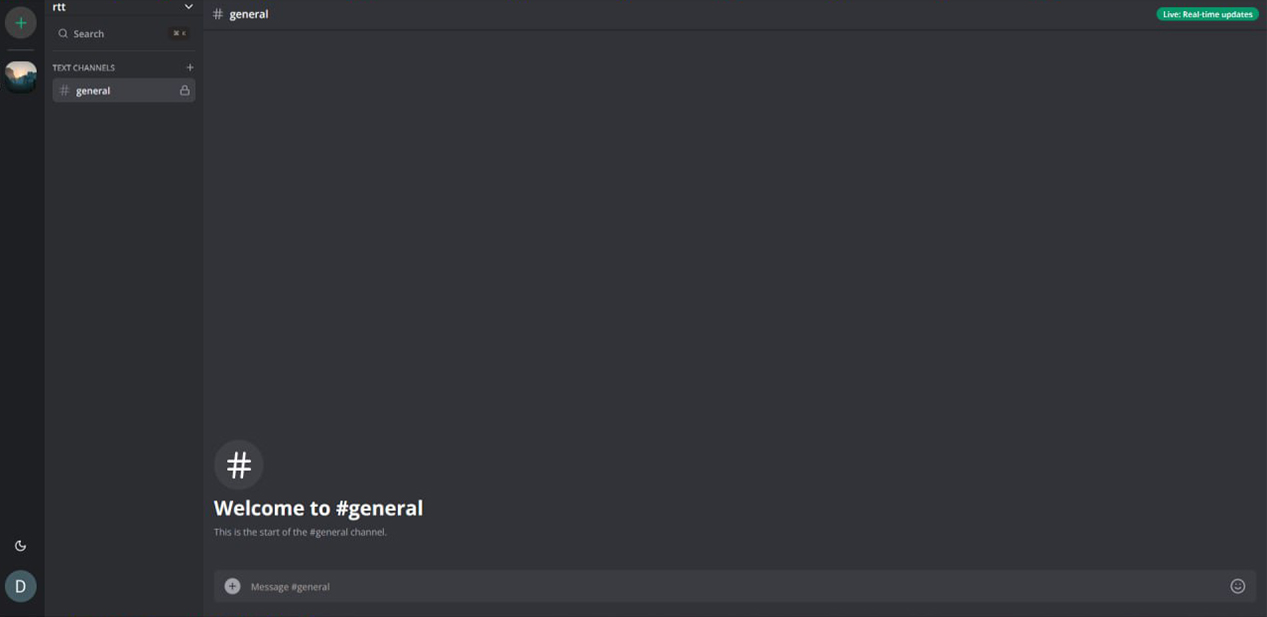 rtt
Search
⌘ K
TEXT CHANNELS
# general
# general
Live: Real-time updates
#
Welcome to #general
This is the start of the #general channel.
Message #general
D